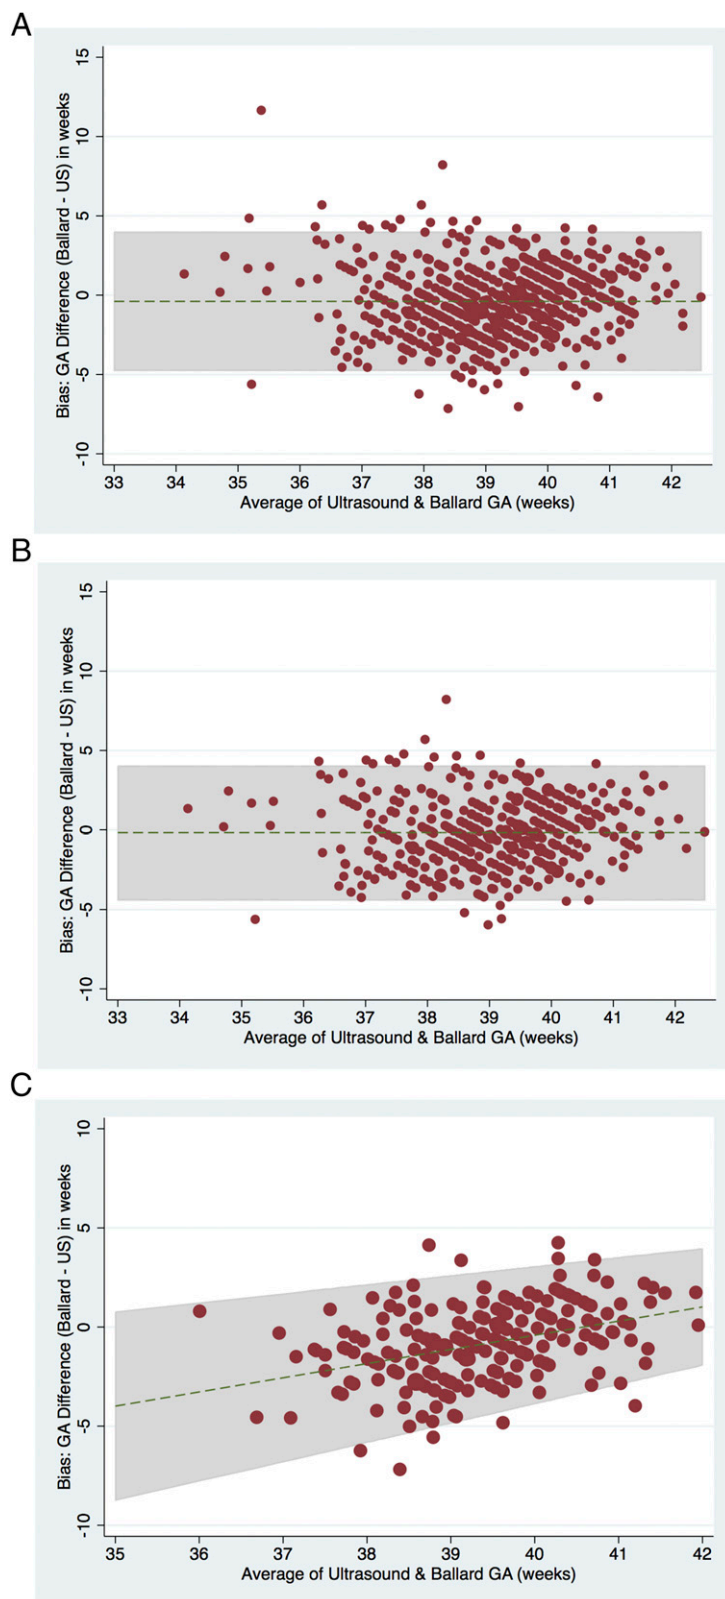 A
Bias: GA Difference (Ballard - US) in weeks
15
10
5
0
-5
-10
33 34 35 36 37 38 39 40 41 42
Average of Ultrasound & Ballard GA (weeks)
B
Bias: GA Difference (Ballard - US) in weeks
15
10
5
0
-5
-10
33 34 35 36 37 38 39 40 41 42
Average of Ultrasound & Ballard GA (weeks)
C
Bias: GA Difference (Ballard - US) in weeks
10
5
0
-5
-10
35 36 37 38 39 40 41 42
Average of Ultrasound & Ballard GA (weeks)